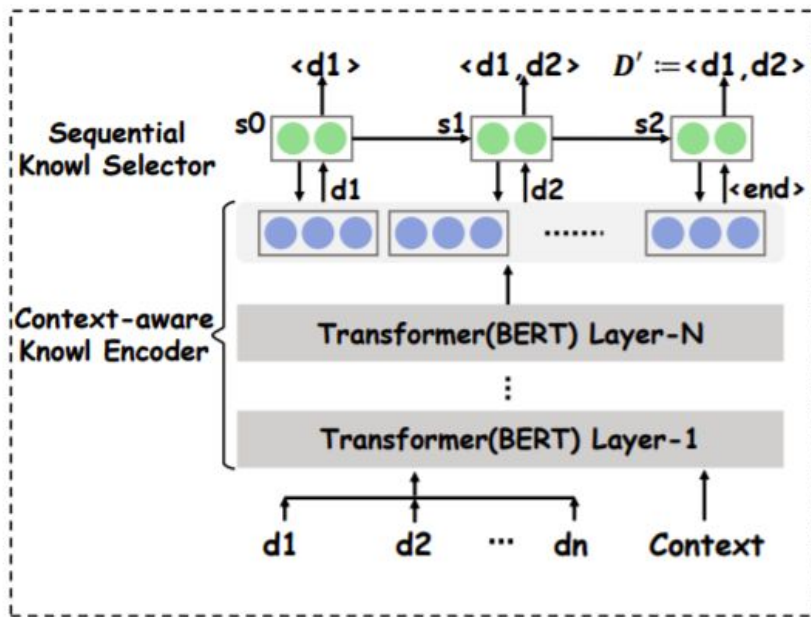 <d1> <d1,d2> D′ :=<d1,d2>
s0 s1 s2
Sequential
Knowl Selector
d1 d2 <end>
........
Context-aware
Knowl Encoder
Transformer(BERT) Layer-N
...
Transformer(BERT) Layer-1
d1 d2 ... dn Context